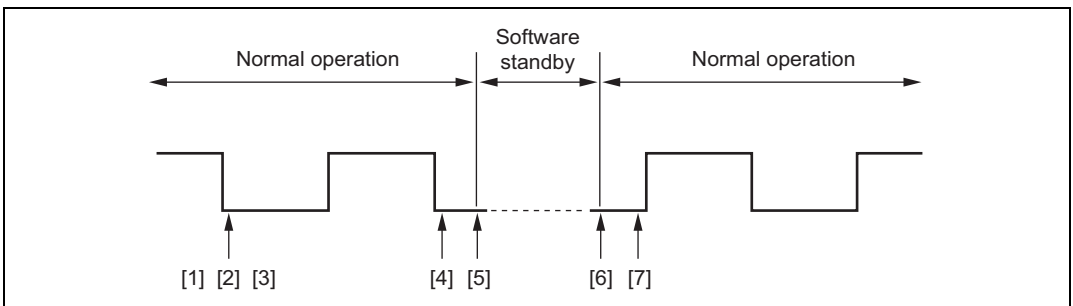 Software
standby
Normal operation
Normal operation
[1] [2] [3] [4] [5] [6] [7]